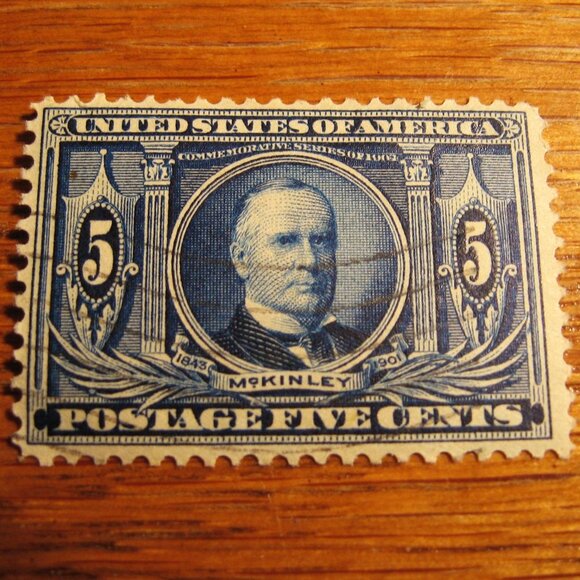 UNITED STATES OF AMERICA
COMMEMORATIVE SERIES OF 1904
5 5
1843 1901
McKINLEY
POSTAGE FIVE CENTS